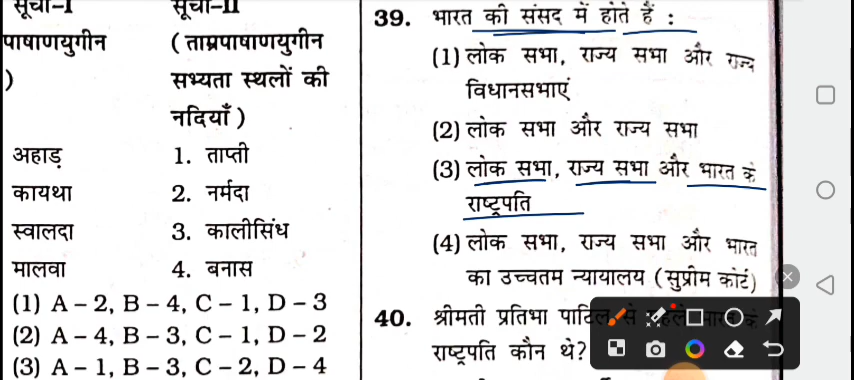 सूची–I सूची–II
पाषाणयुगीन (ताम्रपाषाणयुगीन
) सभ्यता स्थलों की
नदियाँ)
अहाड़ 1. ताप्ती
कायथा 2. नर्मदा
स्वालदा 3. कालीसिंध
मालवा 4. बनास
(1) A – 2, B – 4, C – 1, D – 3
(2) A – 4, B – 3, C – 1, D – 2
(3) A – 1, B – 3, C – 2, D – 4
39. भारत की संसद में होते हैं :
(1) लोक सभा, राज्य सभा और राज्य
विधानसभाएं
(2) लोक सभा और राज्य सभा
(3) लोक सभा, राज्य सभा और भारत के
राष्ट्रपति
(4) लोक सभा, राज्य सभा और भारत
का उच्चतम न्यायालय (सुप्रीम कोर्ट)
40. श्रीमती प्रतिभा पाटिल से पहले भारत के
राष्ट्रपति कौन थे?